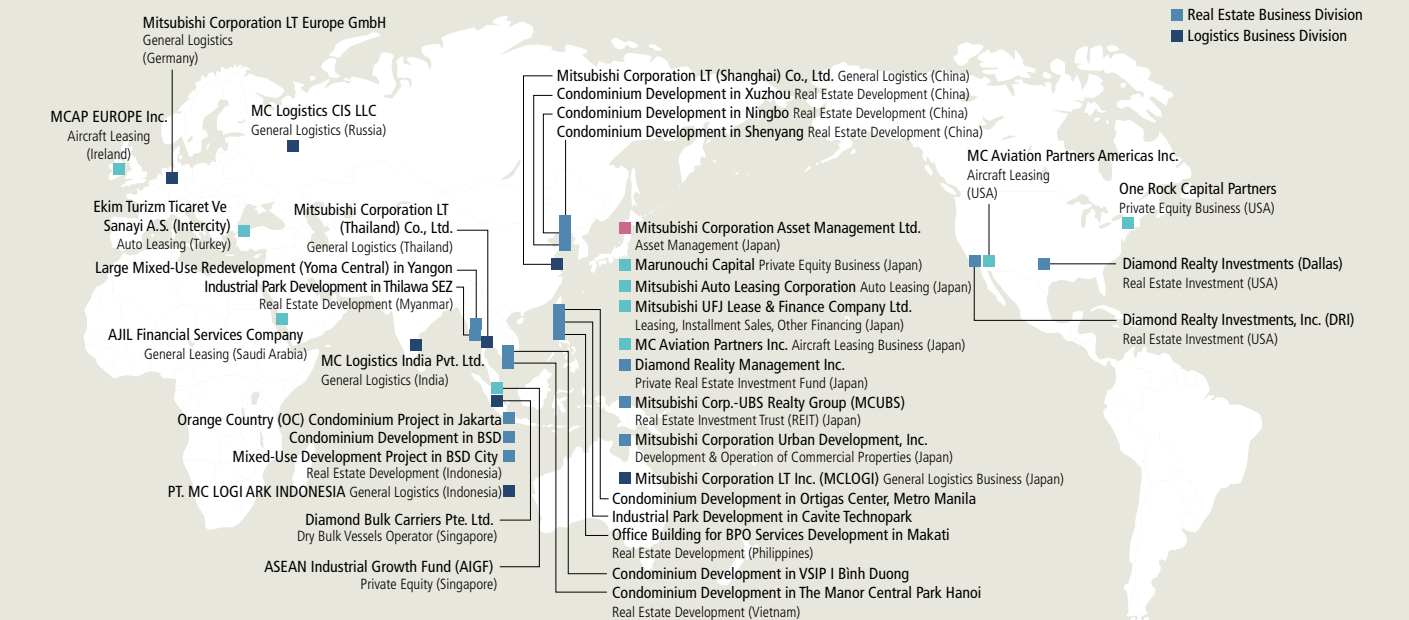 Real Estate Business Division
Logistics Business Division
Mitsubishi Corporation LT Europe GmbH
General Logistics
(Germany)
MCAP EUROPE Inc.
Aircraft Leasing
(Ireland)
MC Logistics CIS LLC
General Logistics (Russia)
Ekim Turizm Ticaret Ve
Sanayi A.S. (Intercity)
Auto Leasing (Turkey)
Mitsubishi Corporation LT
(Thailand) Co., Ltd.
General Logistics (Thailand)
Large Mixed-Use Redevelopment (Yoma Central) in Yangon
Industrial Park Development in Thilawa SEZ
Real Estate Development (Myanmar)
AJIL Financial Services Company
General Leasing (Saudi Arabia)
MC Logistics India Pvt. Ltd.
General Logistics (India)
Orange Country (OC) Condominium Project in Jakarta
Condominium Development in BSD
Mixed-Use Development Project in BSD City
Real Estate Development (Indonesia)
PT. MC LOGI ARK INDONESIA General Logistics (Indonesia)
Diamond Bulk Carriers Pte. Ltd.
Dry Bulk Vessels Operator (Singapore)
ASEAN Industrial Growth Fund (AIGF)
Private Equity (Singapore)
Mitsubishi Corporation LT (Shanghai) Co., Ltd. General Logistics (China)
Condominium Development in Xuzhou Real Estate Development (China)
Condominium Development in Ningbo Real Estate Development (China)
Condominium Development in Shenyang Real Estate Development (China)
Mitsubishi Corporation Asset Management Ltd.
Asset Management (Japan)
Marunouchi Capital Private Equity Business (Japan)
Mitsubishi Auto Leasing Corporation Auto Leasing (Japan)
Mitsubishi UFJ Lease & Finance Company Ltd.
Leasing, Installment Sales, Other Financing (Japan)
MC Aviation Partners Inc. Aircraft Leasing Business (Japan)
Diamond Reality Management Inc.
Private Real Estate Investment Fund (Japan)
Mitsubishi Corp.-UBS Realty Group (MCUBS)
Real Estate Investment Trust (REIT) (Japan)
Mitsubishi Corporation Urban Development, Inc.
Development & Operation of Commercial Properties (Japan)
Mitsubishi Corporation LT Inc. (MCLOGI) General Logistics Business (Japan)
Condominium Development in Ortigas Center, Metro Manila
Industrial Park Development in Cavite Technopark
Office Building for BPO Services Development in Makati
Real Estate Development (Philippines)
Condominium Development in VSIP I Bình Duong
Condominium Development in The Manor Central Park Hanoi
Real Estate Development (Vietnam)
MC Aviation Partners Americas Inc.
Aircraft Leasing
(USA)
One Rock Capital Partners
Private Equity Business (USA)
Diamond Realty Investments (Dallas)
Real Estate Investment (USA)
Diamond Realty Investments, Inc. (DRI)
Real Estate Investment (USA)